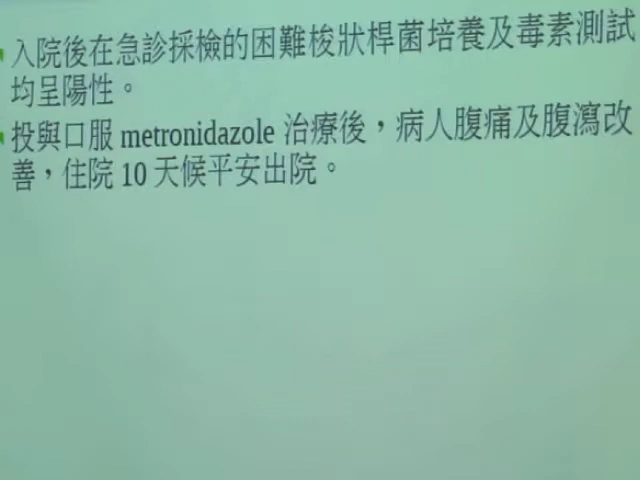 入院後在急診採檢的困難梭狀桿菌培養及毒素測試
均呈陽性。
投與口服 metronidazole 治療後，病人腹痛及腹瀉改
善，住院 10 天候平安出院。